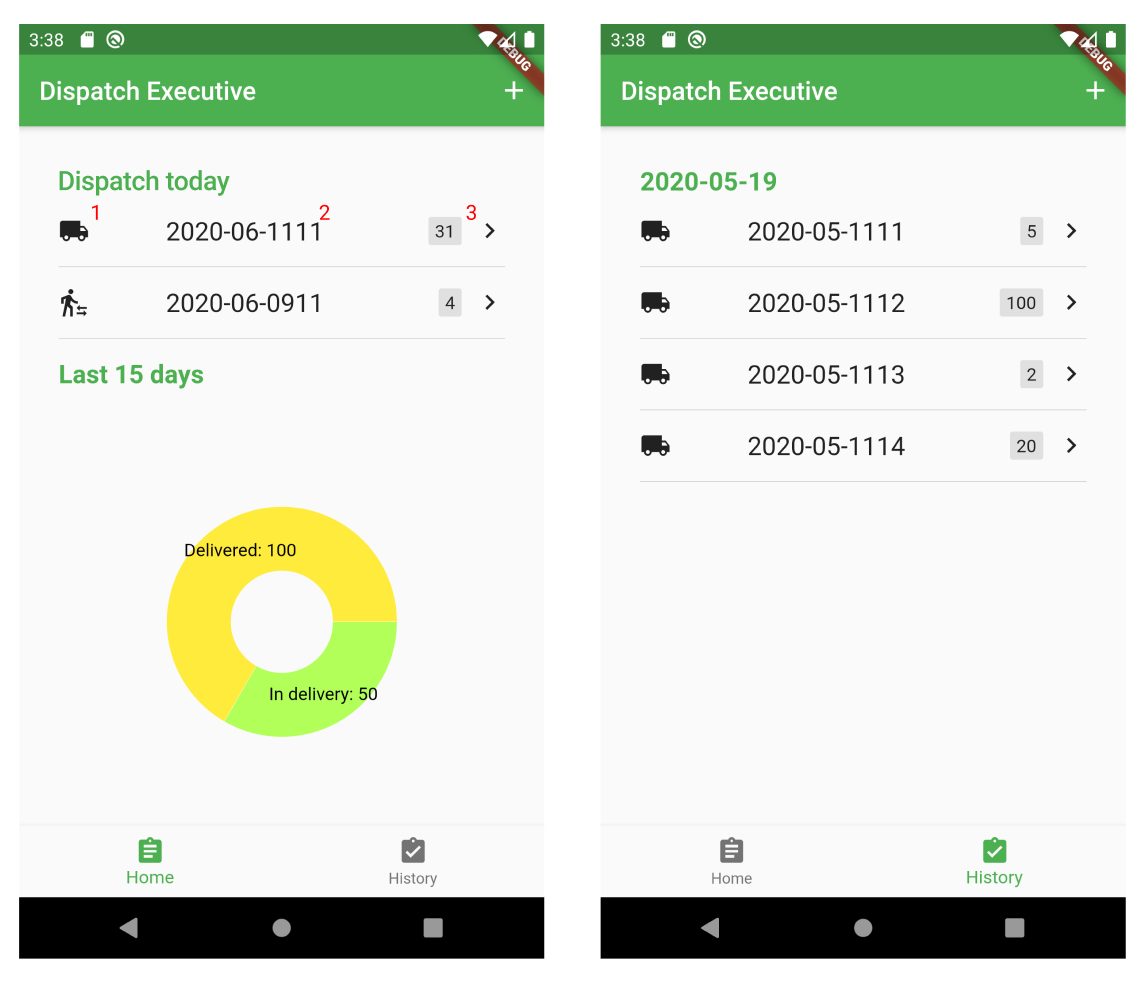 3:38
DEBUG
Dispatch Executive
Dispatch today
1
2
3
2020-06-1111
31
2020-06-0911
4
Last 15 days
Delivered: 100
In delivery: 50
Home
History
3:38
DEBUG
Dispatch Executive
2020-05-19
2020-05-1111
5
2020-05-1112
100
2020-05-1113
2
2020-05-1114
20
Home
History